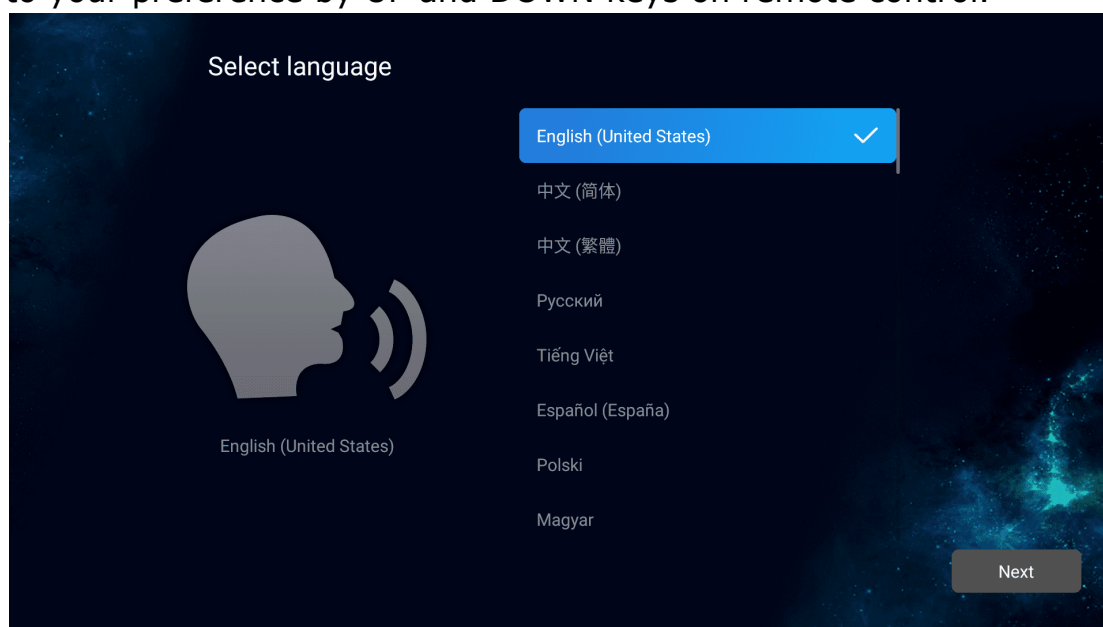 to your preference by UP and DOWN keys on remote control.
Select language
English (United States)
中文 (简体)
中文 (繁體)
Русский
Tiếng Việt
Español (España)
Polski
Magyar
English (United States)
Next